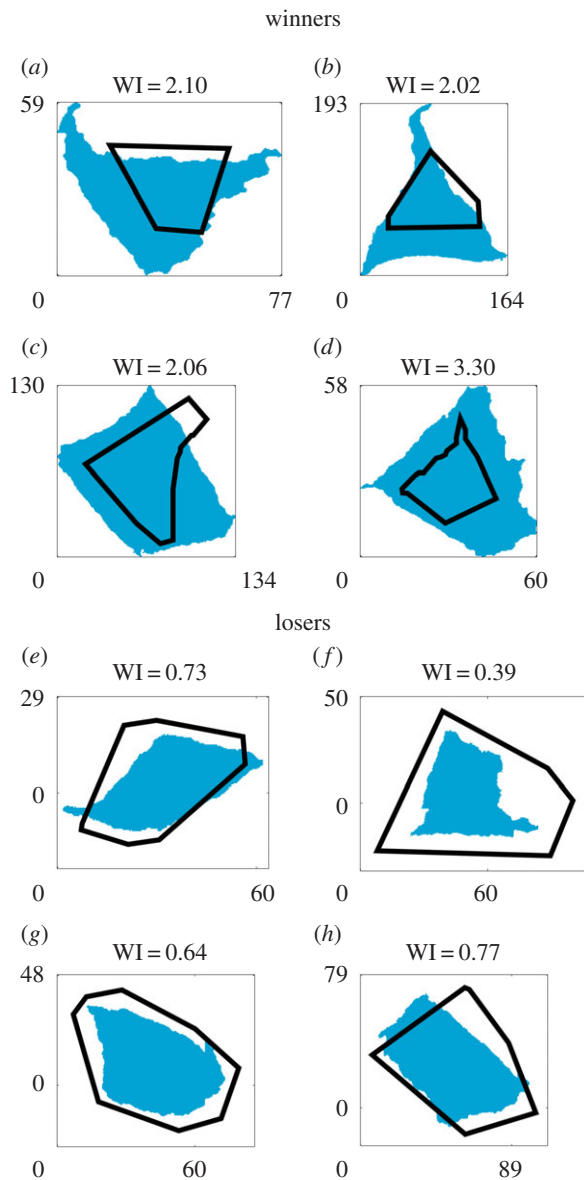 winners
(a)
(b)
WI = 2.10
WI = 2.02
59
193
0
77
0
164
(c)
(d)
WI = 2.06
WI = 3.30
130
58
0
134
0
60
losers
(e)
(f)
WI = 0.73
WI = 0.39
29
50
0
0
0
60
0
60
(g)
(h)
WI = 0.64
WI = 0.77
48
79
0
0
0
60
0
89